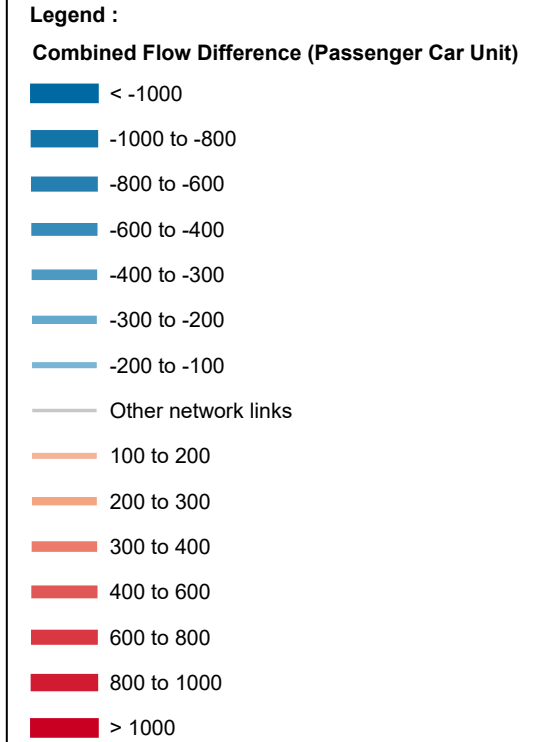 Legend :
Combined Flow Difference (Passenger Car Unit)
< -1000
-1000 to -800
-800 to -600
-600 to -400
-400 to -300
-300 to -200
-200 to -100
Other network links
100 to 200
200 to 300
300 to 400
400 to 600
600 to 800
800 to 1000
> 1000